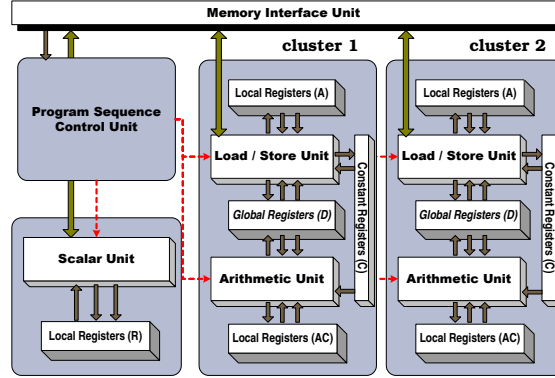 Memory Interface Unit
cluster 1
cluster 2
Program Sequence
Control Unit
Local Registers (A)
Load / Store Unit
Constant Registers (C)
Global Registers (D)
Arithmetic Unit
Local Registers (AC)
Local Registers (A)
Load / Store Unit
Constant Registers (C)
Global Registers (D)
Arithmetic Unit
Local Registers (AC)
Scalar Unit
Local Registers (R)